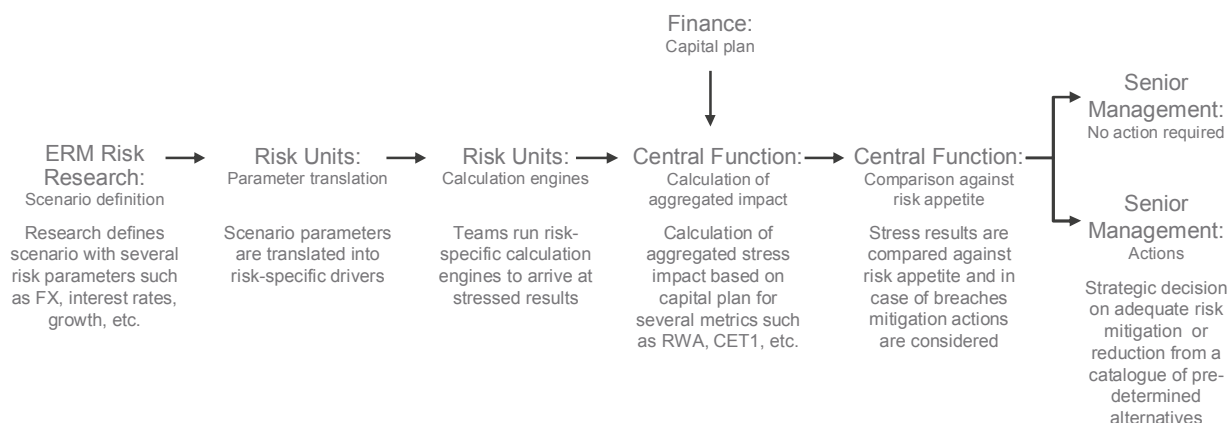 Finance:
Capital plan
ERM Risk
Research:
Scenario definition
Research defines
scenario with several
risk parameters such
as FX, interest rates,
growth, etc.
Risk Units:
Parameter translation
Scenario parameters
are translated into
risk-specific drivers
Risk Units:
Calculation engines
Teams run risk-
specific calculation
engines to arrive at
stressed results
Central Function:
Calculation of
aggregated impact
Calculation of
aggregated stress
impact based on
capital plan for
several metrics such
as RWA, CET1, etc.
Central Function:
Comparison against
risk appetite
Stress results are
compared against
risk appetite and in
case of breaches
mitigation actions
are considered
Senior
Management:
No action required
Senior
Management:
Actions
Strategic decision
on adequate risk
mitigation or
reduction from a
catalogue of pre-
determined
alternatives